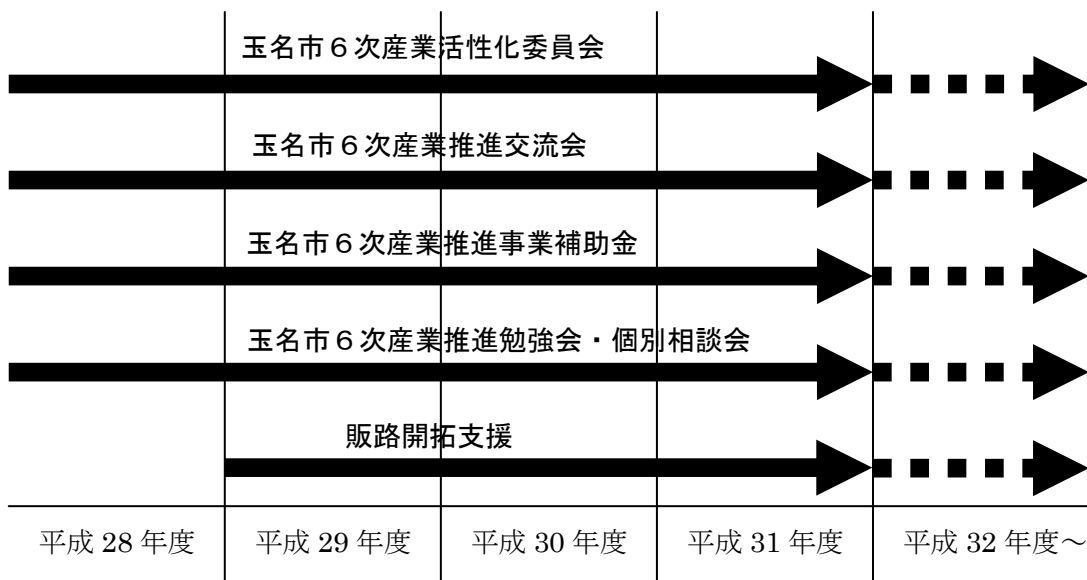 玉名市６次産業活性化委員会
玉名市６次産業推進交流会
玉名市６次産業推進事業補助金
玉名市６次産業推進勉強会・個別相談会
販路開拓支援
平成 28 年度 平成 29 年度 平成 30 年度 平成 31 年度 平成 32 年度～